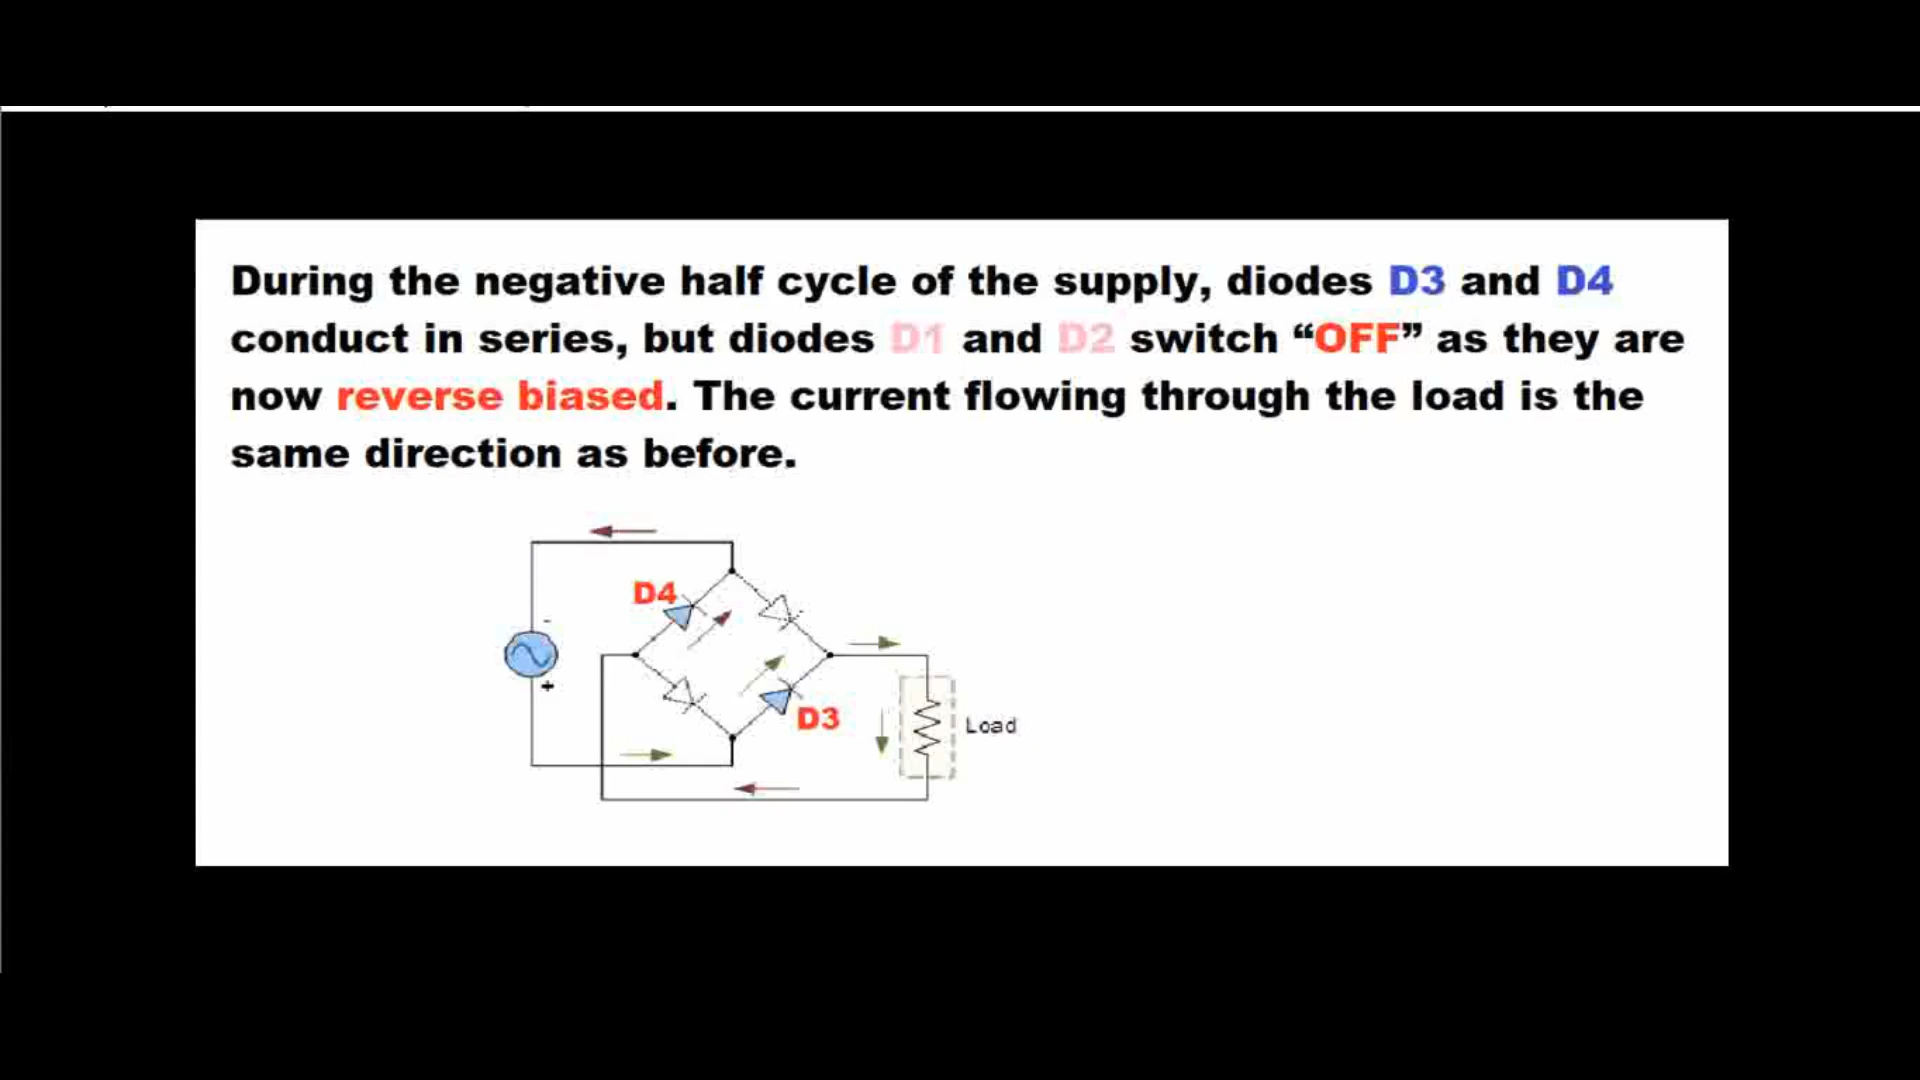 During the negative half cycle of the supply, diodes D3 and D4
conduct in series, but diodes D1 and D2 switch “OFF” as they are
now reverse biased. The current flowing through the load is the
same direction as before.
D4
-
+
D3
Load